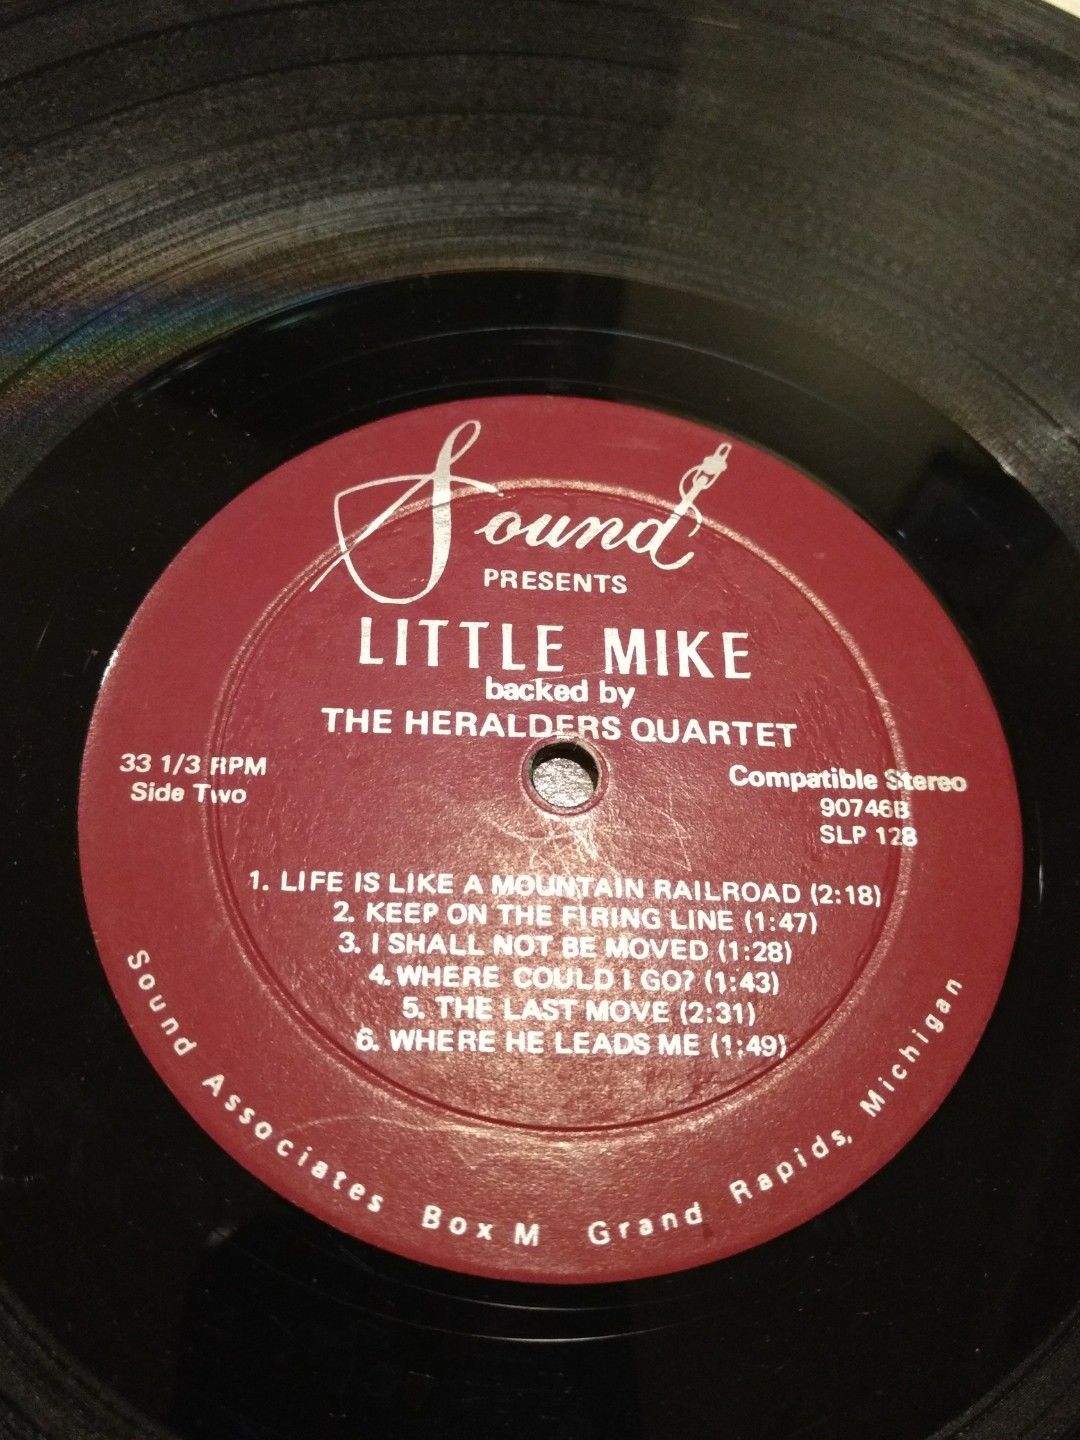 Sound
PRESENTS
LITTLE MIKE
backed by
THE HERALDERS QUARTET
33 1/3 RPM
Side Two
Compatible Stereo
90746B
SLP 128
1. LIFE IS LIKE A MOUNTAIN RAILROAD (2:18)
2. KEEP ON THE FIRING LINE (1:47)
3. I SHALL NOT BE MOVED (1:28)
4. WHERE COULD I GO? (1:43)
5. THE LAST MOVE (2:31)
6. WHERE HE LEADS ME (1:49)
Sound Associates Box M Grand Rapids, Michigan